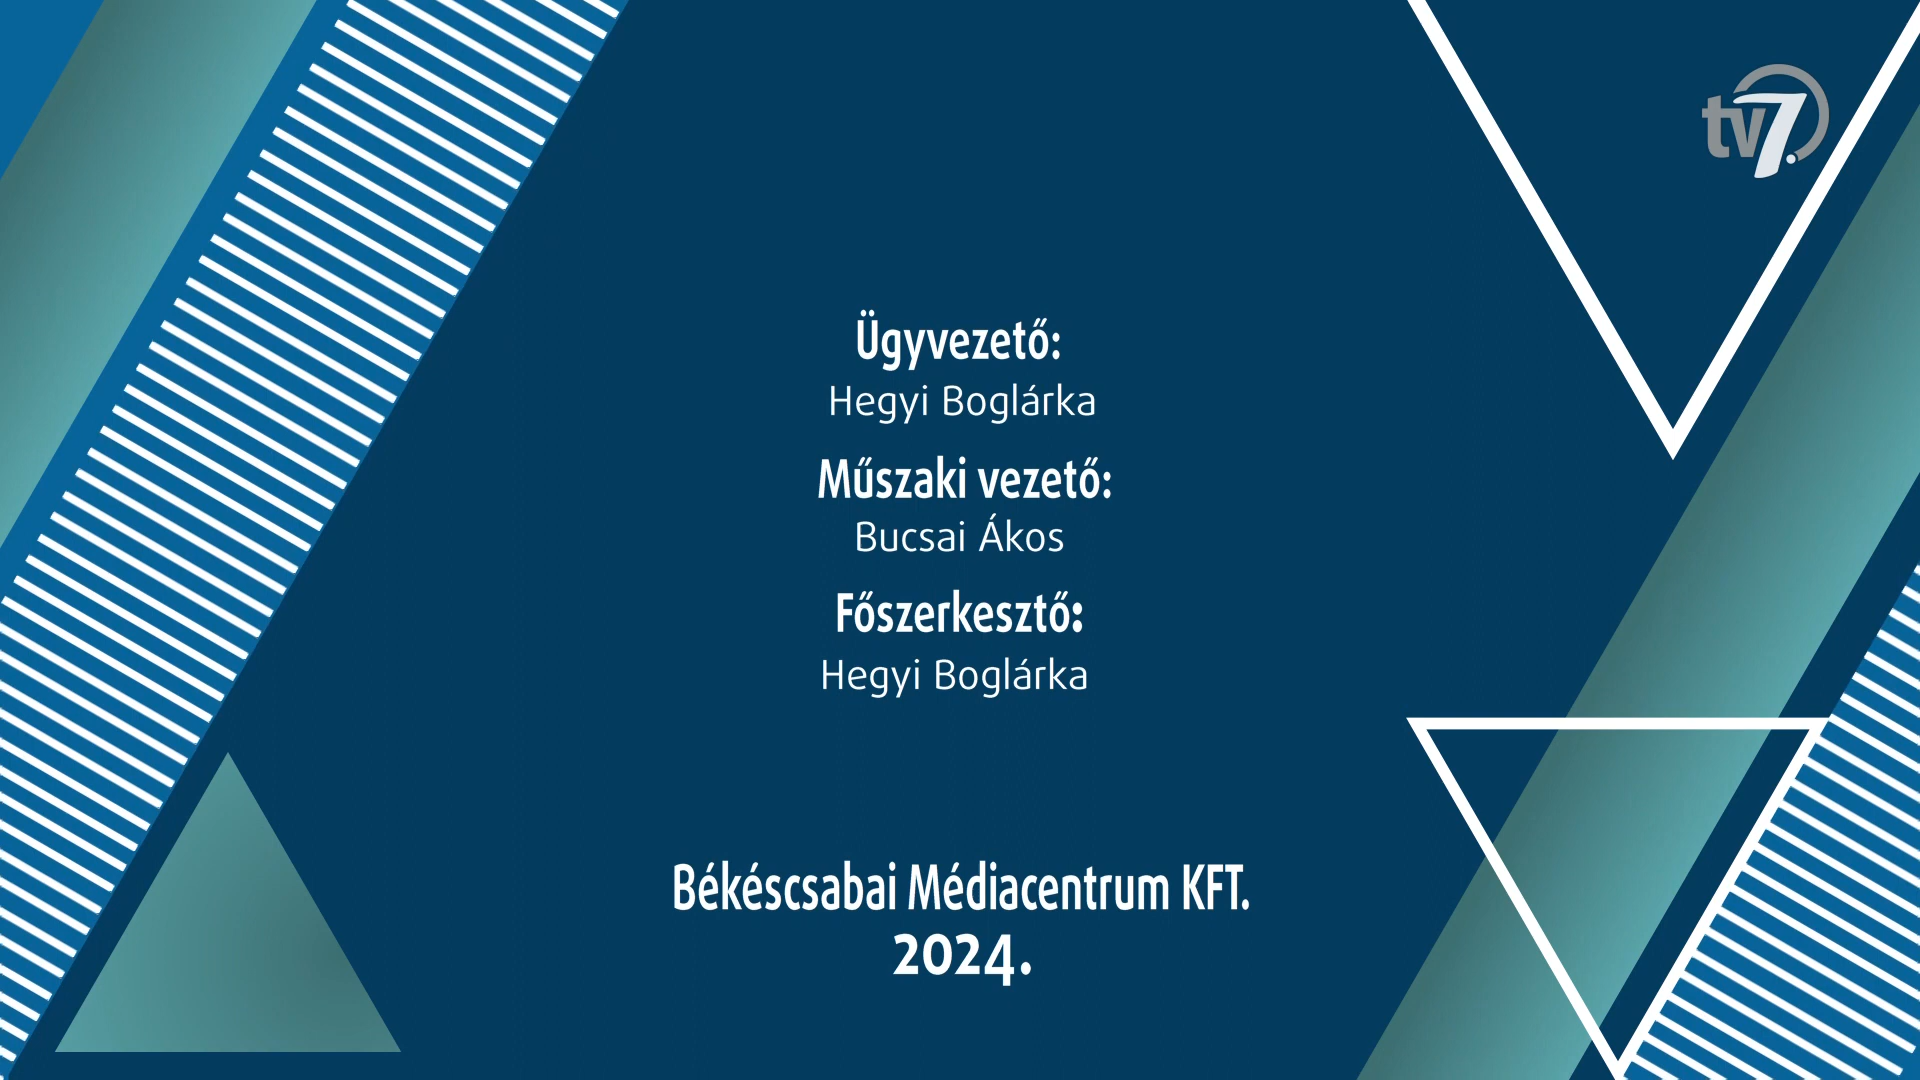 tv7.
Ügyvezető:
Hegyi Boglárka
Műszaki vezető:
Bucsai Ákos
Főszerkesztő:
Hegyi Boglárka
Békéscsabai Médiacentrum KFT.
2024.